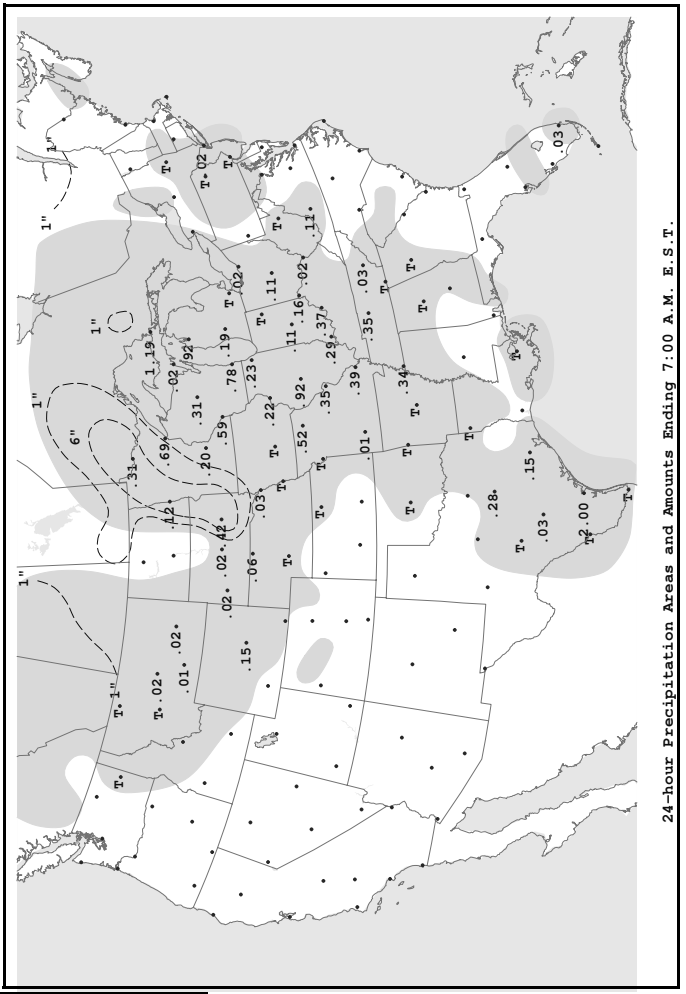 1"
1"
1"
1"
6"
1"
T
T
1"
.31
1.19
T
.02
.69
T
.12
.02
.02
.01
.92
.31
.20
T
.02
.59
.02
.42
.19
.02
T
T
.78
.02
.15
.06
.23
.03
T
.22
.11
T
T
T
T
.11
.16
.92
.52
.02
.11
T
T
.37
.35
.29
.39
.01
.03
.35
T
.34
T
T
T
T
T
T
.28
T
T
.15
.03
.03
T
2.00
T
24-hour Precipitation Areas and Amounts Ending 7:00 A.M. E.S.T.